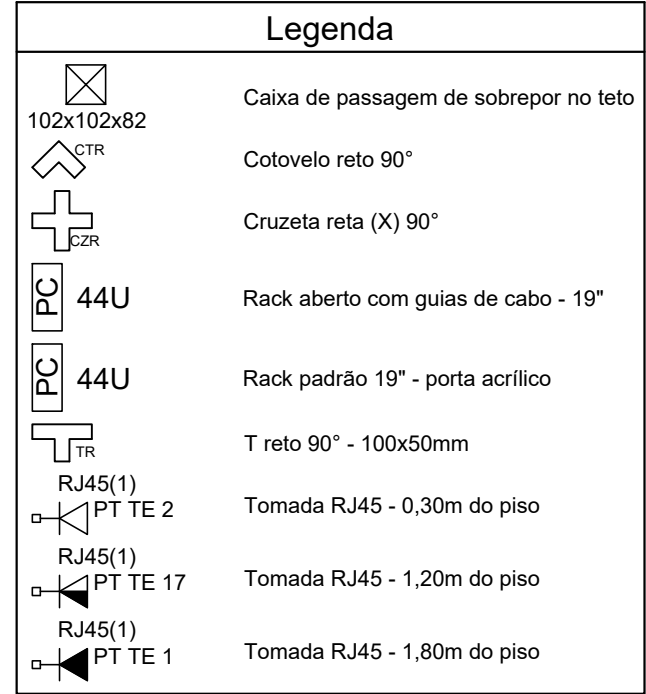 Legenda
102x102x82
Caixa de passagem de sobrepor no teto
CTR
Cotovelo reto 90°
CZR
Cruzeta reta (X) 90°
PC 44U
Rack aberto com guias de cabo - 19"
PC 44U
Rack padrão 19" - porta acrílico
TR
T reto 90° - 100x50mm
RJ45(1)
PT TE 2
Tomada RJ45 - 0,30m do piso
RJ45(1)
PT TE 17
Tomada RJ45 - 1,20m do piso
RJ45(1)
PT TE 1
Tomada RJ45 - 1,80m do piso